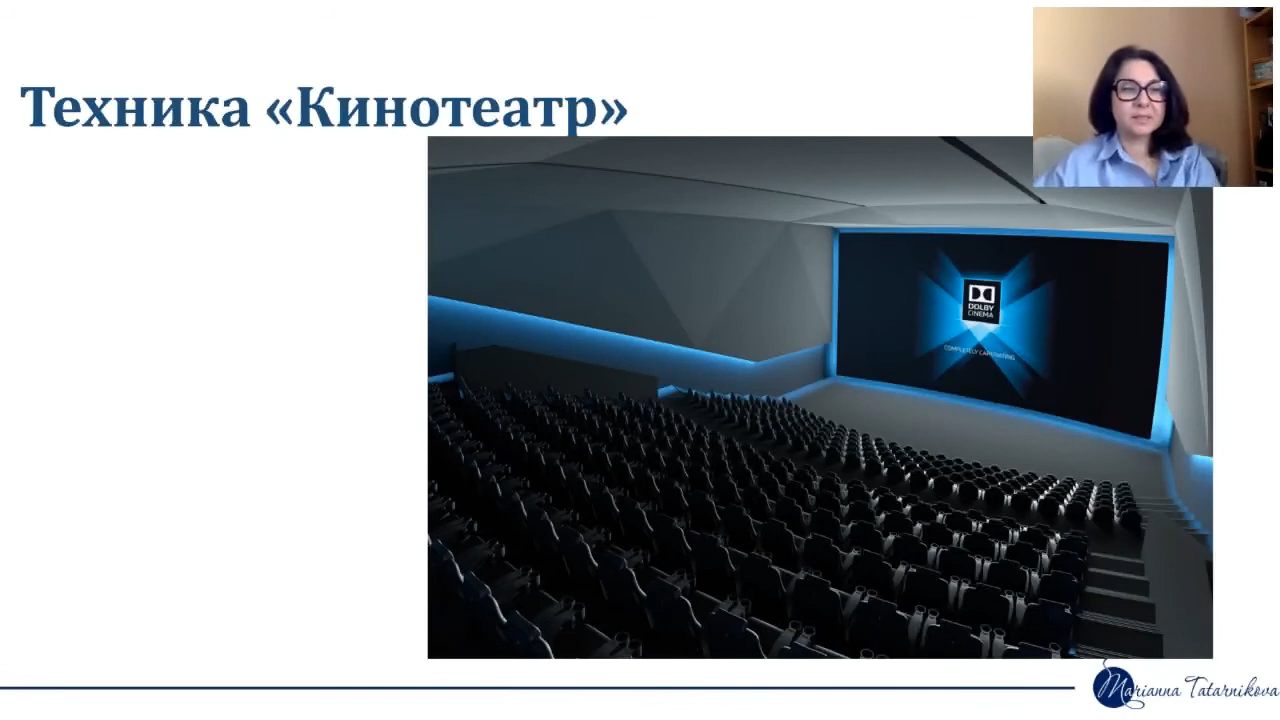 Техника «Кинотеатр»
DOLBY
CINEMA
COMPLETELY CAPTIVATING
Marianna Tatarnikova